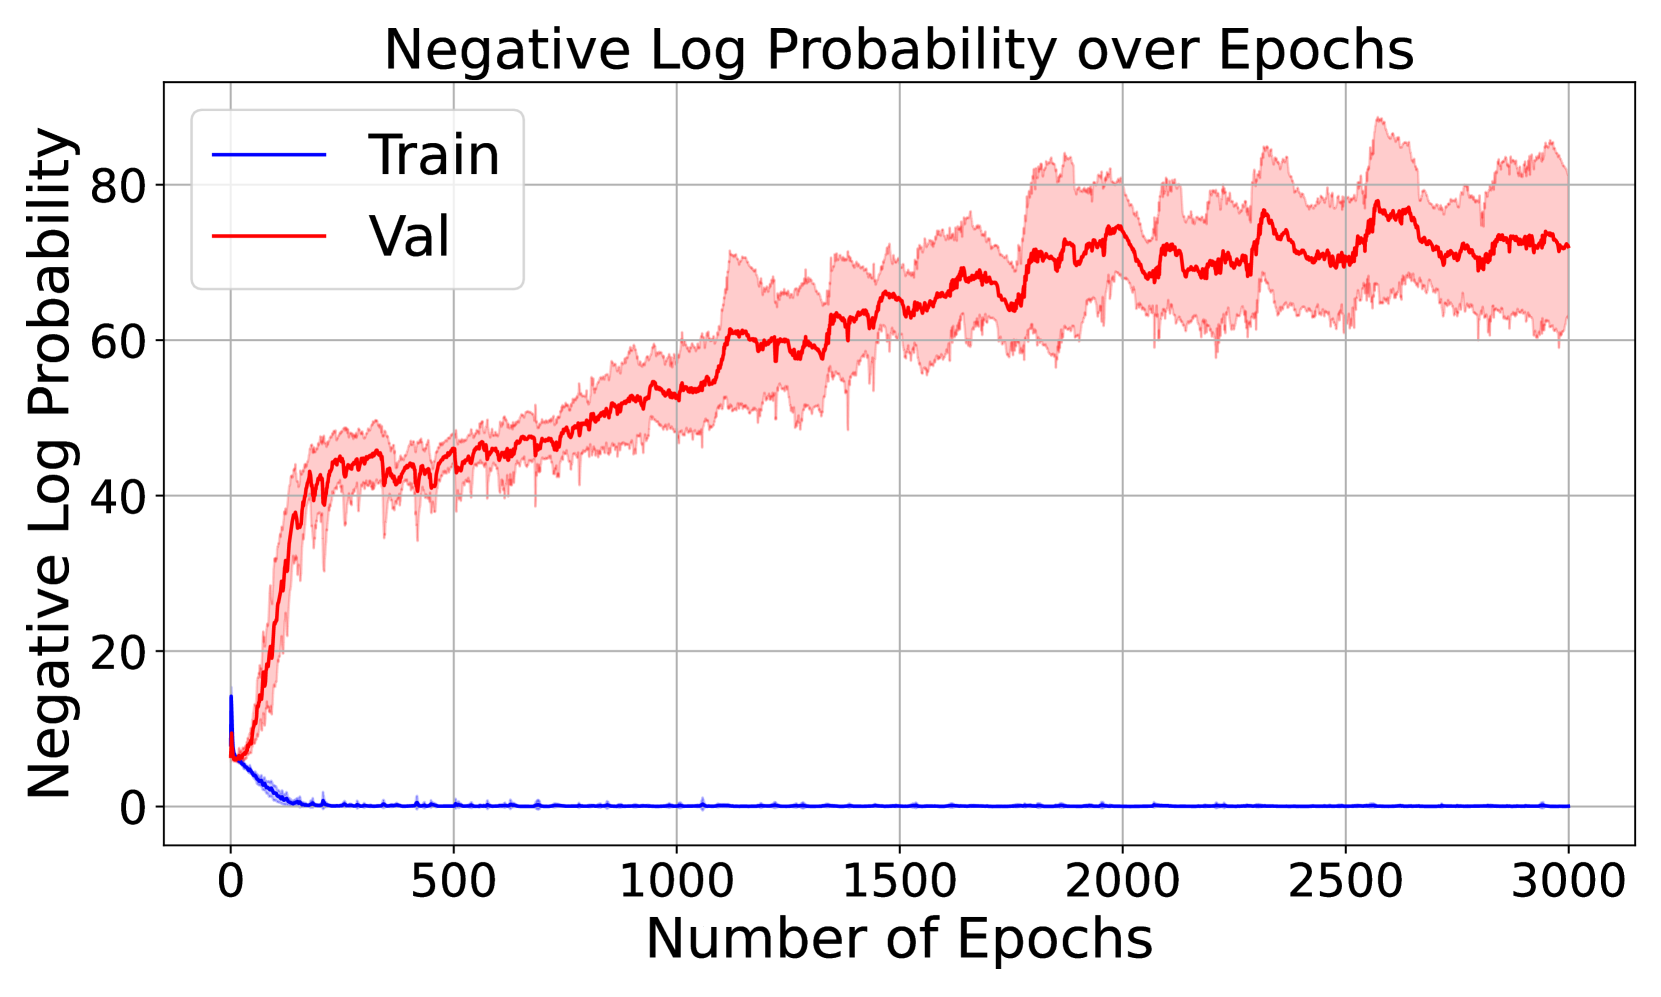 Negative Log Probability over Epochs
Train
Val
Negative Log Probability
80
60
40
20
0
0 500 1000 1500 2000 2500 3000
Number of Epochs